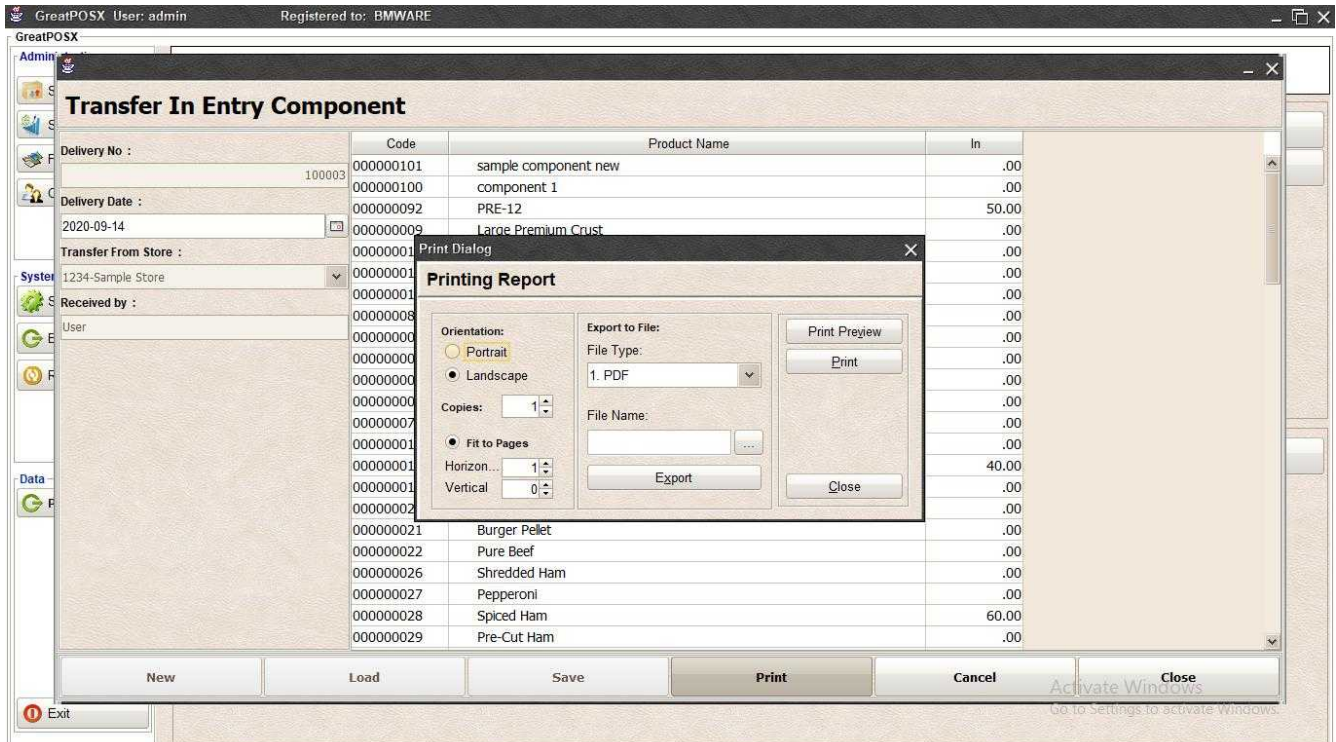 GreatPOSX User: admin Registered to: BMWARE
GreatPOSX
Transfer In Entry Component
Delivery No :
100003
Delivery Date :
2020-09-14
Transfer From Store :
1234-Sample Store
Received by :
User
System
Data
Exit
Code Product Name In
000000101 sample component new .00
000000100 component 1 .00
000000092 PRE-12 50.00
000000009 Large Premium Crust .00
.00
.00
.00
.00
.00
.00
.00
.00
.00
.00
40.00
.00
.00
000000021 Burger Pellet .00
000000022 Pure Beef .00
000000026 Shredded Ham .00
000000027 Pepperoni .00
000000028 Spiced Ham 60.00
000000029 Pre-Cut Ham .00
Print Dialog
Printing Report
Orientation:
Portrait
Landscape
Copies: 1
Fit to Pages
Horizon... 1
Vertical 0
Export to File:
File Type:
1. PDF
File Name:
...
Export
Print Preview
Print
Close
New Load Save Print Cancel Close
Activate Windows
Go to Settings to activate Windows.